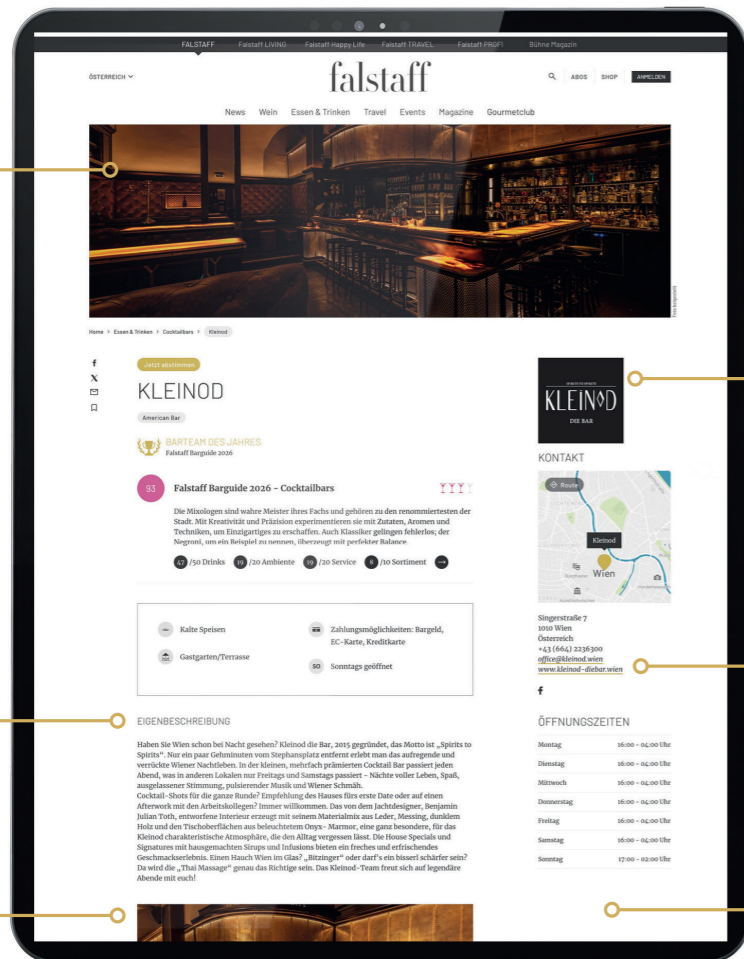 FALSTAFF Falstaff LIVING Falstaff Happy Life Falstaff TRAVEL Falstaff PROFI Bühne Magazin
ÖSTERREICH
falstaff
ABOS SHOP ANMELDEN
News Wein Essen & Trinken Travel Events Magazine Gourmetclub
Foto beigestellt
Home > Essen & Trinken > Cocktailbars > Kleinod
Jetzt abstimmen
KLEINOD
American Bar
BARTEAM DES JAHRES
Falstaff Barguide 2026
93 Falstaff Barguide 2026 - Cocktailbars
Die Mixologen sind wahre Meister ihres Fachs und gehören zu den renommiertesten der
Stadt. Mit Kreativität und Präzision experimentieren sie mit Zutaten, Aromen und
Techniken, um Einzigartiges zu erschaffen. Auch Klassiker gelingen fehlerlos; der
Negroni, um ein Beispiel zu nennen, überzeugt mit perfekter Balance.
47 /50 Drinks 19 /20 Ambiente 19 /20 Service 8 /10 Sortiment
Kalte Speisen
Gastgarten/Terrasse
Zahlungsmöglichkeiten: Bargeld,
EC-Karte, Kreditkarte
SO Sonntags geöffnet
EIGENBESCHREIBUNG
Haben Sie Wien schon bei Nacht gesehen? Kleinod die Bar, 2015 gegründet, das Motto ist „Spirits to
Spirits“. Nur ein paar Gehminuten vom Stephansplatz entfernt erlebt man das aufregende und
verrückte Wiener Nachtleben. In der kleinen, mehrfach prämierten Cocktail Bar passiert jeden
Abend, was in anderen Lokalen nur Freitags und Samstags passiert - Nächte voller Leben, Spaß,
ausgelassener Stimmung, pulsierender Musik und Wiener Schmäh.
Cocktail-Shots für die ganze Runde? Empfehlung des Hauses fürs erste Date oder auf einen
Afterwork mit den Arbeitskollegen? Immer willkommen. Das von dem Jachtdesigner, Benjamin
Julian Toth, entworfene Interieur erzeugt mit seinem Materialmix aus Leder, Messing, dunklem
Holz und den Tischoberflächen aus beleuchtetem Onyx- Marmor, eine ganz besondere, für das
Kleinod charakteristische Atmosphäre, die den Alltag vergessen lässt. Die House Specials und
Signatures mit hausgemachten Sirups und Infusions bieten ein freches und erfrischendes
Geschmackserlebnis. Einen Hauch Wien im Glas? „Bitzinger“ oder darf's ein bisserl schärfer sein?
Da wird die „Thai Massage“ genau das Richtige sein. Das Kleinod-Team freut sich auf legendäre
Abende mit euch!
KLEINOD
DIE BAR
KONTAKT
Route
Kleinod
Wien
Singerstraße 7
1010 Wien
Österreich
+43 (664) 2236300
office@kleinod.wien
www.kleinod-diebar.wien
ÖFFNUNGSZEITEN
Montag 16:00 - 04:00 Uhr
Dienstag 16:00 - 04:00 Uhr
Mittwoch 16:00 - 04:00 Uhr
Donnerstag 16:00 - 04:00 Uhr
Freitag 16:00 - 04:00 Uhr
Samstag 16:00 - 04:00 Uhr
Sonntag 17:00 - 02:00 Uhr